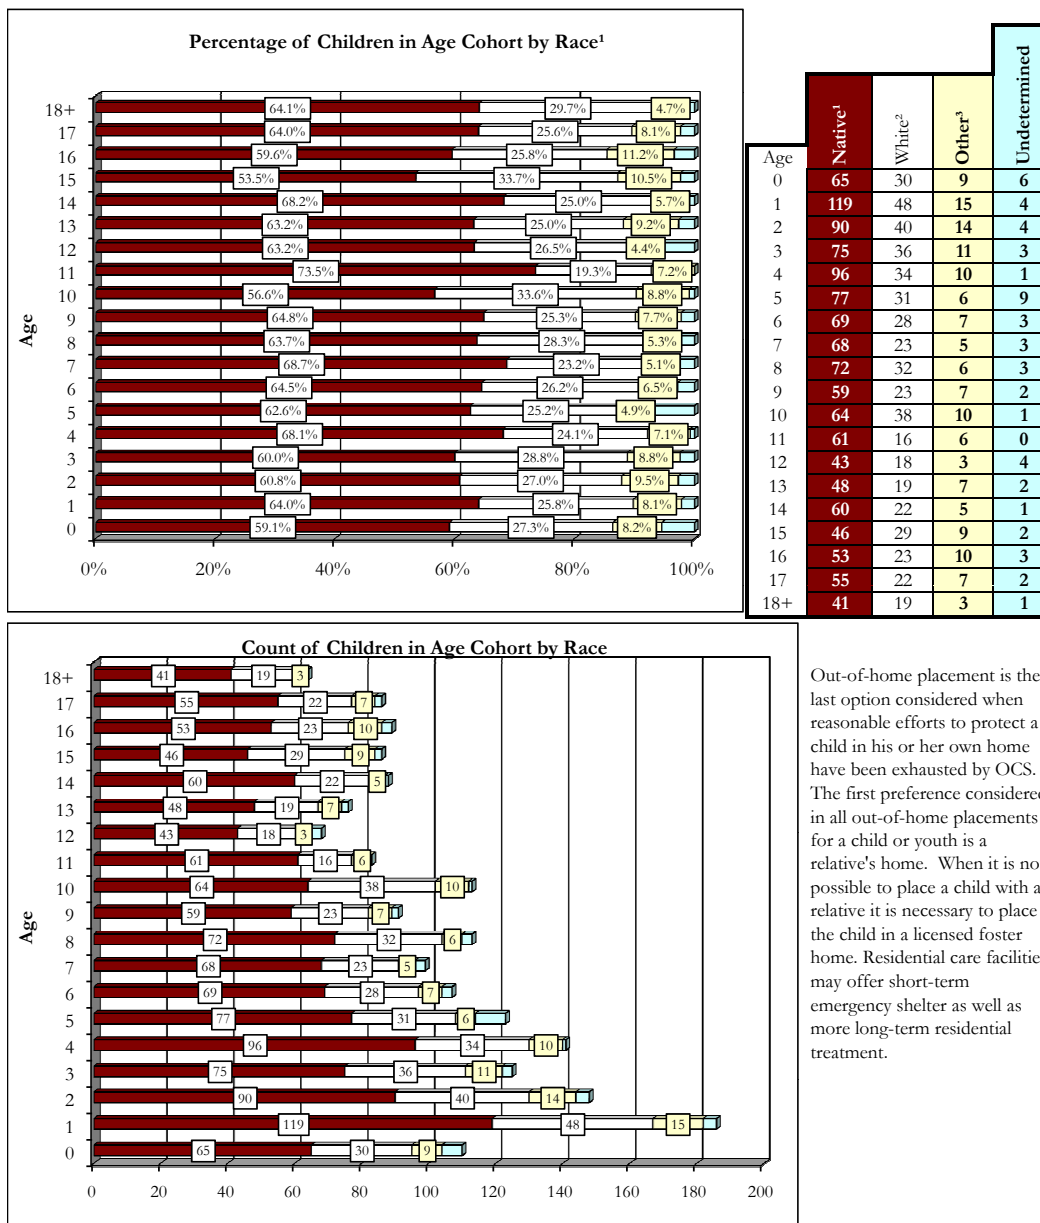 Percentage of Children in Age Cohort by Race¹
Age
18+ 64.1% 29.7% 4.7%
17 64.0% 25.6% 8.1%
16 59.6% 25.8% 11.2%
15 53.5% 33.7% 10.5%
14 68.2% 25.0% 5.7%
13 63.2% 25.0% 9.2%
12 63.2% 26.5% 4.4%
11 73.5% 19.3% 7.2%
10 56.6% 33.6% 8.8%
9 64.8% 25.3% 7.7%
8 63.7% 28.3% 5.3%
7 68.7% 23.2% 5.1%
6 64.5% 26.2% 6.5%
5 62.6% 25.2% 4.9%
4 68.1% 24.1% 7.1%
3 60.0% 28.8% 8.8%
2 60.8% 27.0% 9.5%
1 64.0% 25.8% 8.1%
0 59.1% 27.3% 8.2%
0% 20% 40% 60% 80% 100%
Age Native¹ White² Other³ Undetermined
0 65 30 9 6
1 119 48 15 4
2 90 40 14 4
3 75 36 11 3
4 96 34 10 1
5 77 31 6 9
6 69 28 7 3
7 68 23 5 3
8 72 32 6 3
9 59 23 7 2
10 64 38 10 1
11 61 16 6 0
12 43 18 3 4
13 48 19 7 2
14 60 22 5 1
15 46 29 9 2
16 53 23 10 3
17 55 22 7 2
18+ 41 19 3 1
Count of Children in Age Cohort by Race
Age
18+ 41 19 3
17 55 22 7
16 53 23 10
15 46 29 9
14 60 22 5
13 48 19 7
12 43 18 3
11 61 16 6
10 64 38 10
9 59 23 7
8 72 32 6
7 68 23 5
6 69 28 7
5 77 31 6
4 96 34 10
3 75 36 11
2 90 40 14
1 119 48 15
0 65 30 9
0 20 40 60 80 100 120 140 160 180 200
Out-of-home placement is the
last option considered when
reasonable efforts to protect a
child in his or her own home
have been exhausted by OCS.
The first preference considered
in all out-of-home placements
for a child or youth is a
relative's home. When it is no
possible to place a child with a
relative it is necessary to place
the child in a licensed foster
home. Residential care facilitie
may offer short-term
emergency shelter as well as
more long-term residential
treatment.